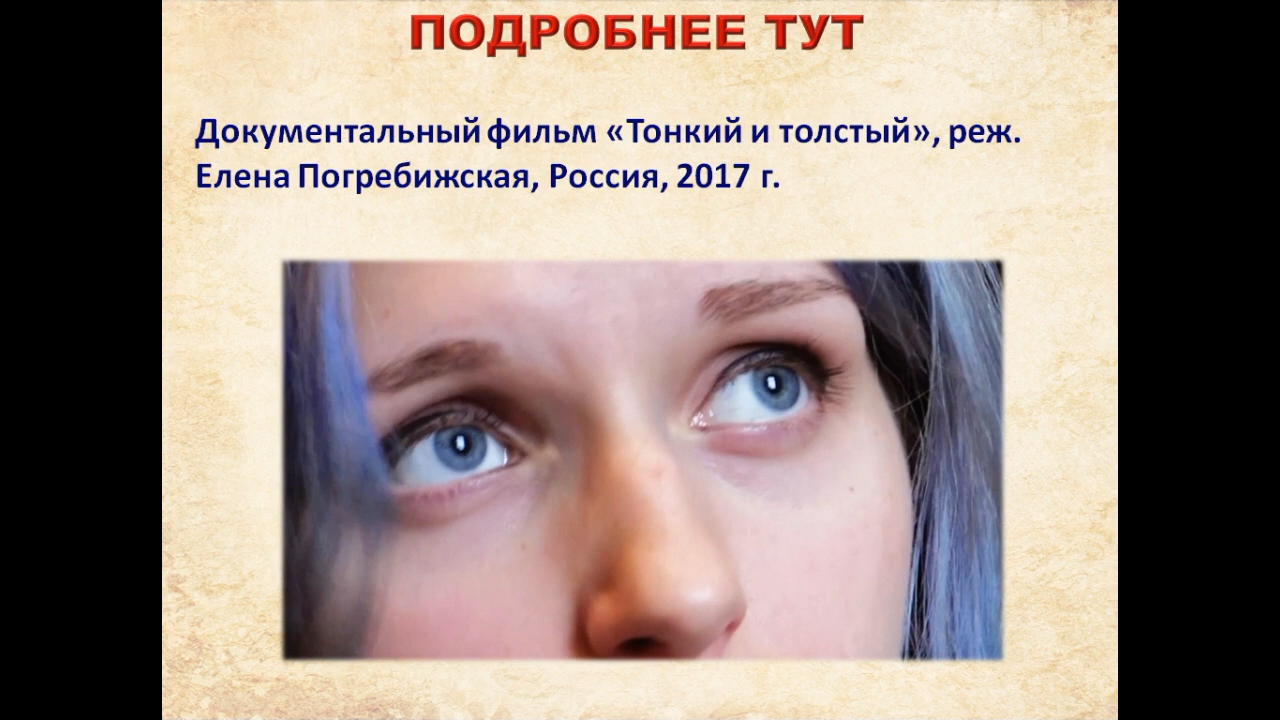 ПОДРОБНЕЕ ТУТ
Документальный фильм «Тонкий и толстый», реж.
Елена Погребижская, Россия, 2017 г.